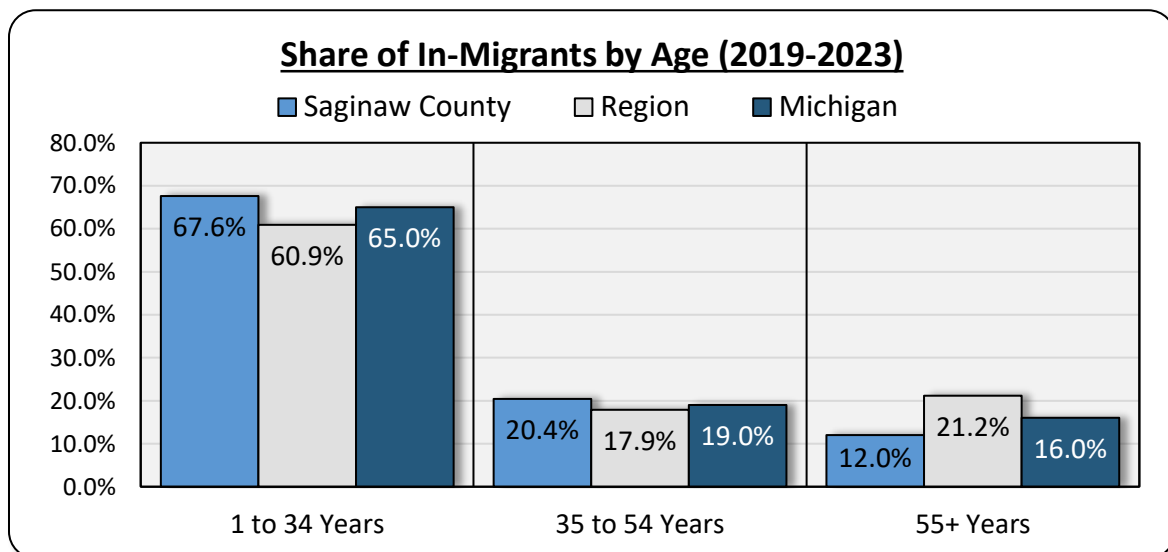 Share of In-Migrants by Age (2019-2023)
Saginaw County Region Michigan
80.0%
70.0%
60.0%
50.0%
40.0%
30.0%
20.0%
10.0%
0.0%
67.6% 60.9% 65.0%
20.4% 17.9% 19.0%
12.0% 21.2% 16.0%
1 to 34 Years 35 to 54 Years 55+ Years